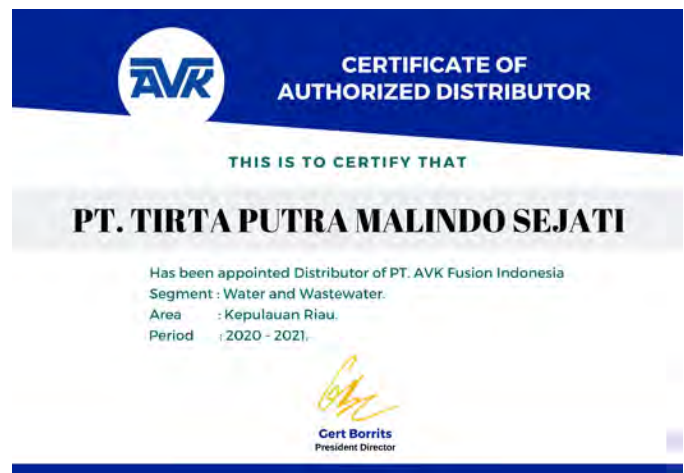 AVK
CERTIFICATE OF
AUTHORIZED DISTRIBUTOR
THIS IS TO CERTIFY THAT
PT. TIRTA PUTRA MALINDO SEJATI
Has been appointed Distributor of PT. AVK Fusion Indonesia
Segment : Water and Wastewater.
Area : Kepulauan Riau.
Period : 2020 - 2021.
Gert Borrits
President Director